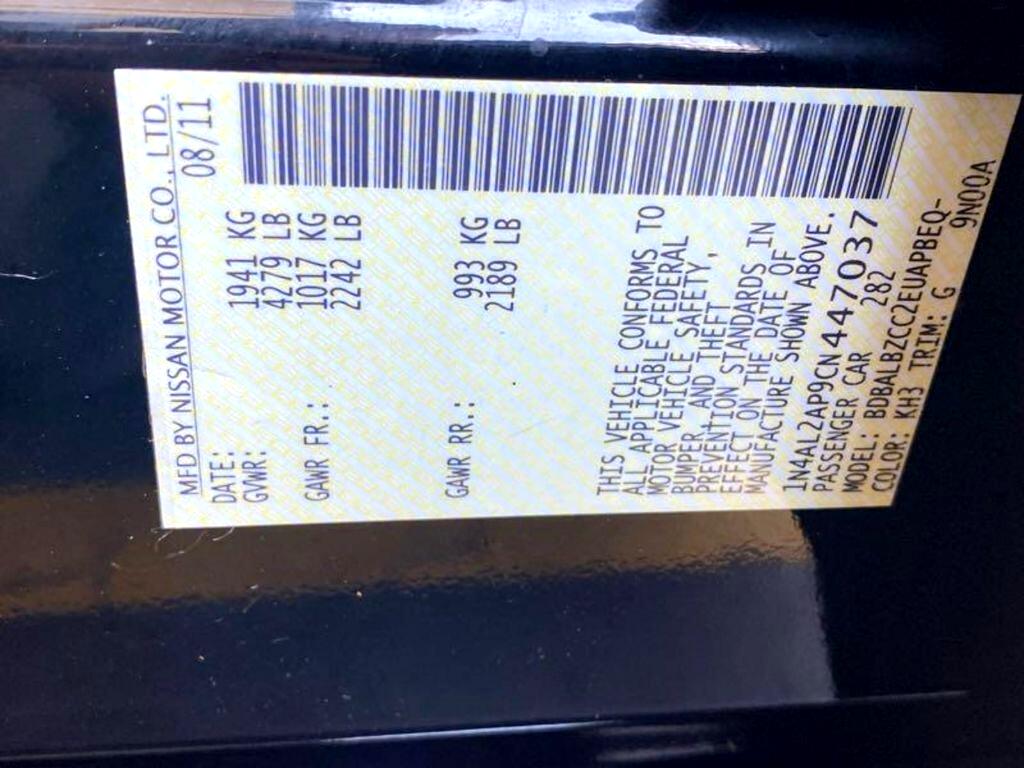 MFD BY NISSAN MOTOR CO., LTD.
DATE: 08/11
GVWR: 1941 KG
4279 LB
GAWR FR.: 1017 KG
2242 LB
GAWR RR.: 993 KG
2189 LB
THIS VEHICLE CONFORMS TO
ALL APPLICABLE FEDERAL
MOTOR VEHICLE SAFETY,
BUMPER, AND THEFT
PREVENTION STANDARDS IN
EFFECT ON THE DATE OF
MANUFACTURE SHOWN ABOVE.
1N4AL2AP9CN447037
PASSENGER CAR 282
MODEL: BDBALBZCC2EUAPBEQ-
COLOR: KH3 TRIM: G 9N00A